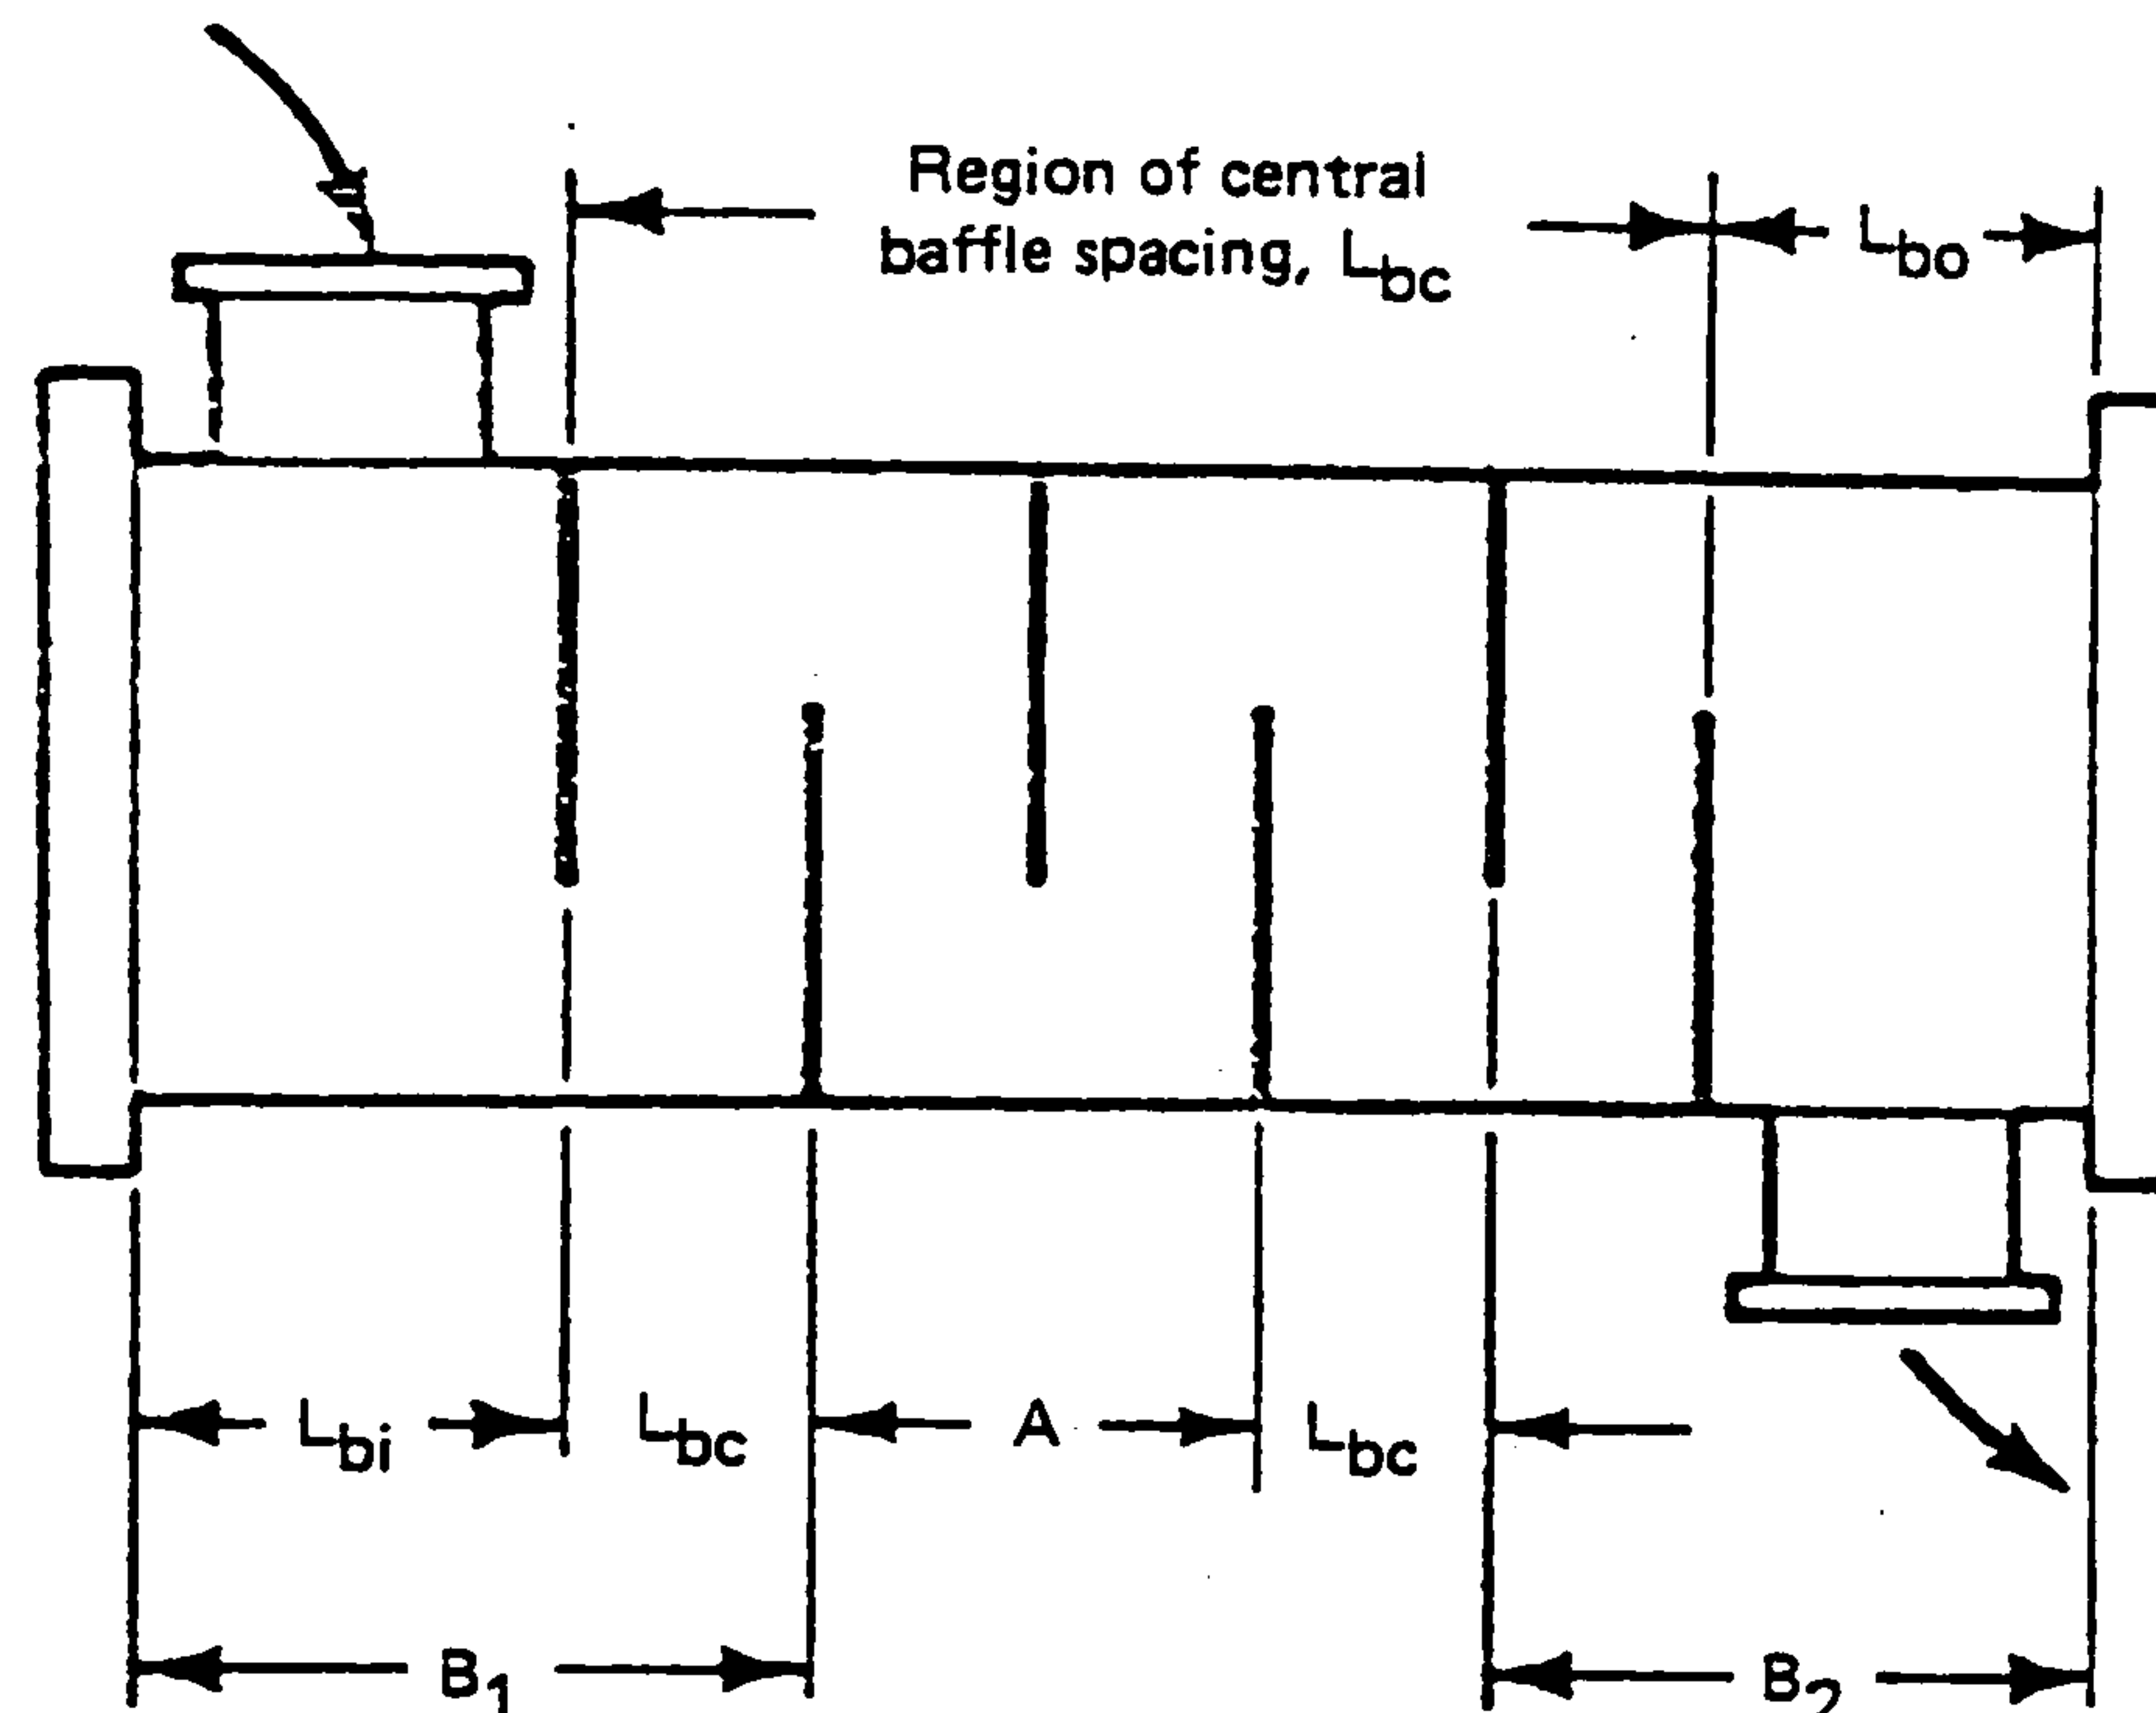 Region of central
baffle spacing, Lbc
Lbo
Lbi
Lbc
A
Lbc
B1
B2